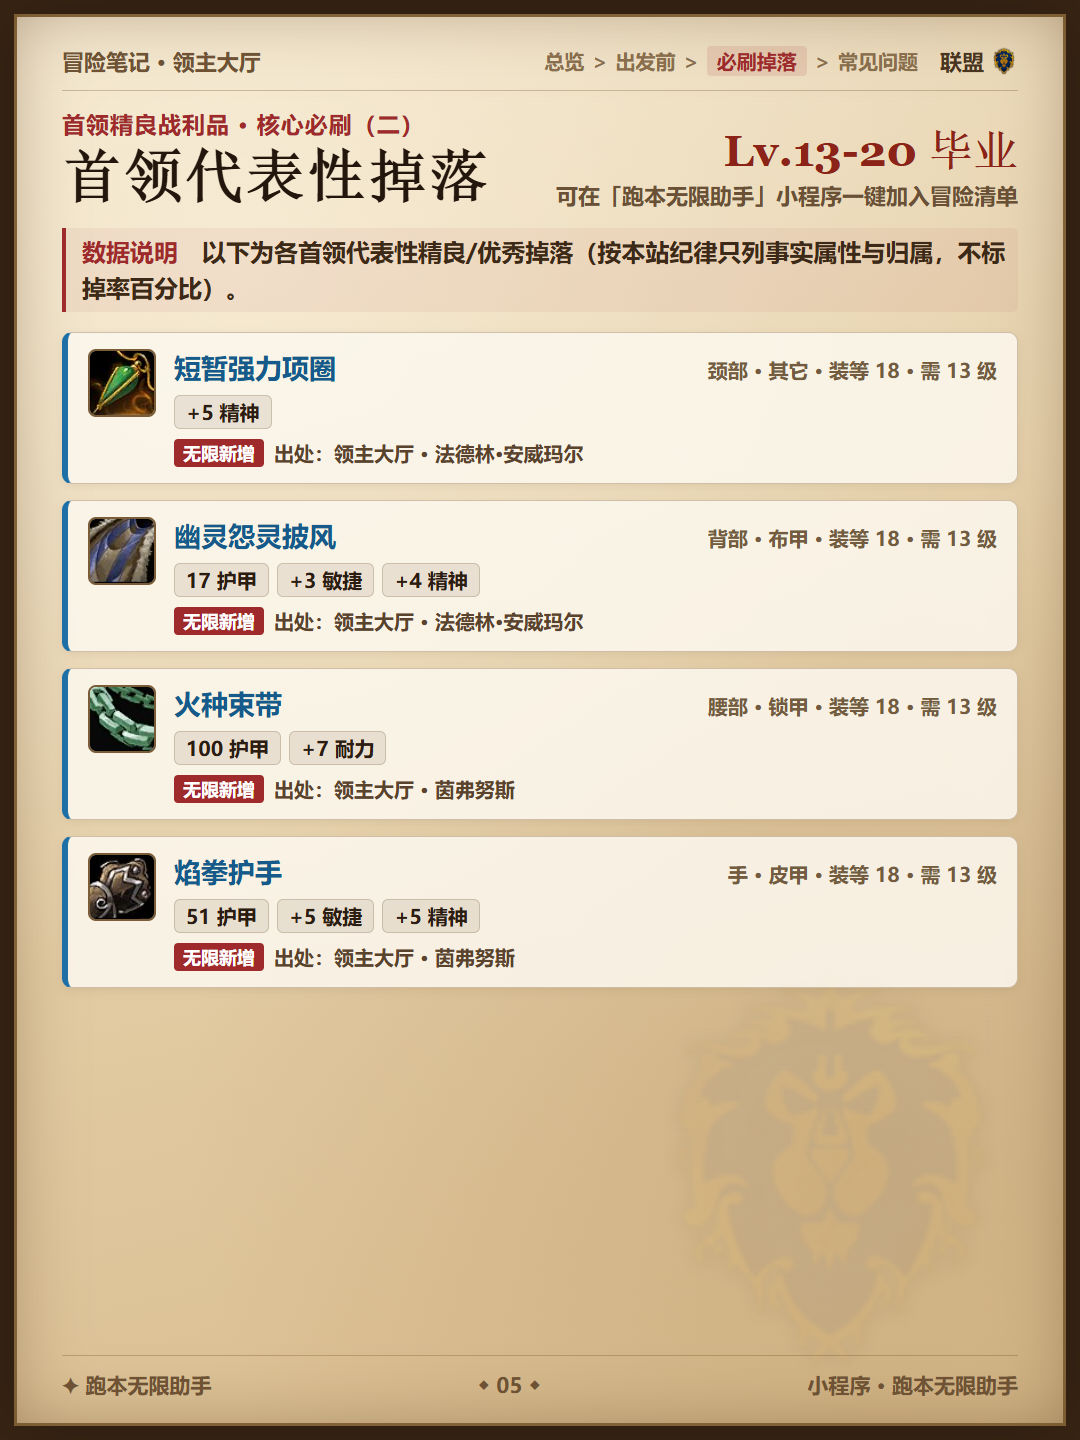 冒险笔记·领主大厅
总览 > 出发前 > 必刷掉落 > 常见问题 联盟
首领精良战利品·核心必刷（二）
首领代表性掉落
Lv.13-20 毕业
可在「跑本无限助手」小程序一键加入冒险清单
数据说明 以下为各首领代表性精良/优秀掉落（按本站纪律只列事实属性与归属，不标
掉率百分比）。
短暂强力项圈 颈部·其它·装等 18·需 13 级
+5 精神
无限新增 出处：领主大厅·法德林·安威玛尔
幽灵怨灵披风 背部·布甲·装等 18·需 13 级
17 护甲 +3 敏捷 +4 精神
无限新增 出处：领主大厅·法德林·安威玛尔
火种束带 腰部·锁甲·装等 18·需 13 级
100 护甲 +7 耐力
无限新增 出处：领主大厅·茵弗努斯
焰拳护手 手·皮甲·装等 18·需 13 级
51 护甲 +5 敏捷 +5 精神
无限新增 出处：领主大厅·茵弗努斯
✦ 跑本无限助手 ◆ 05 ◆ 小程序·跑本无限助手